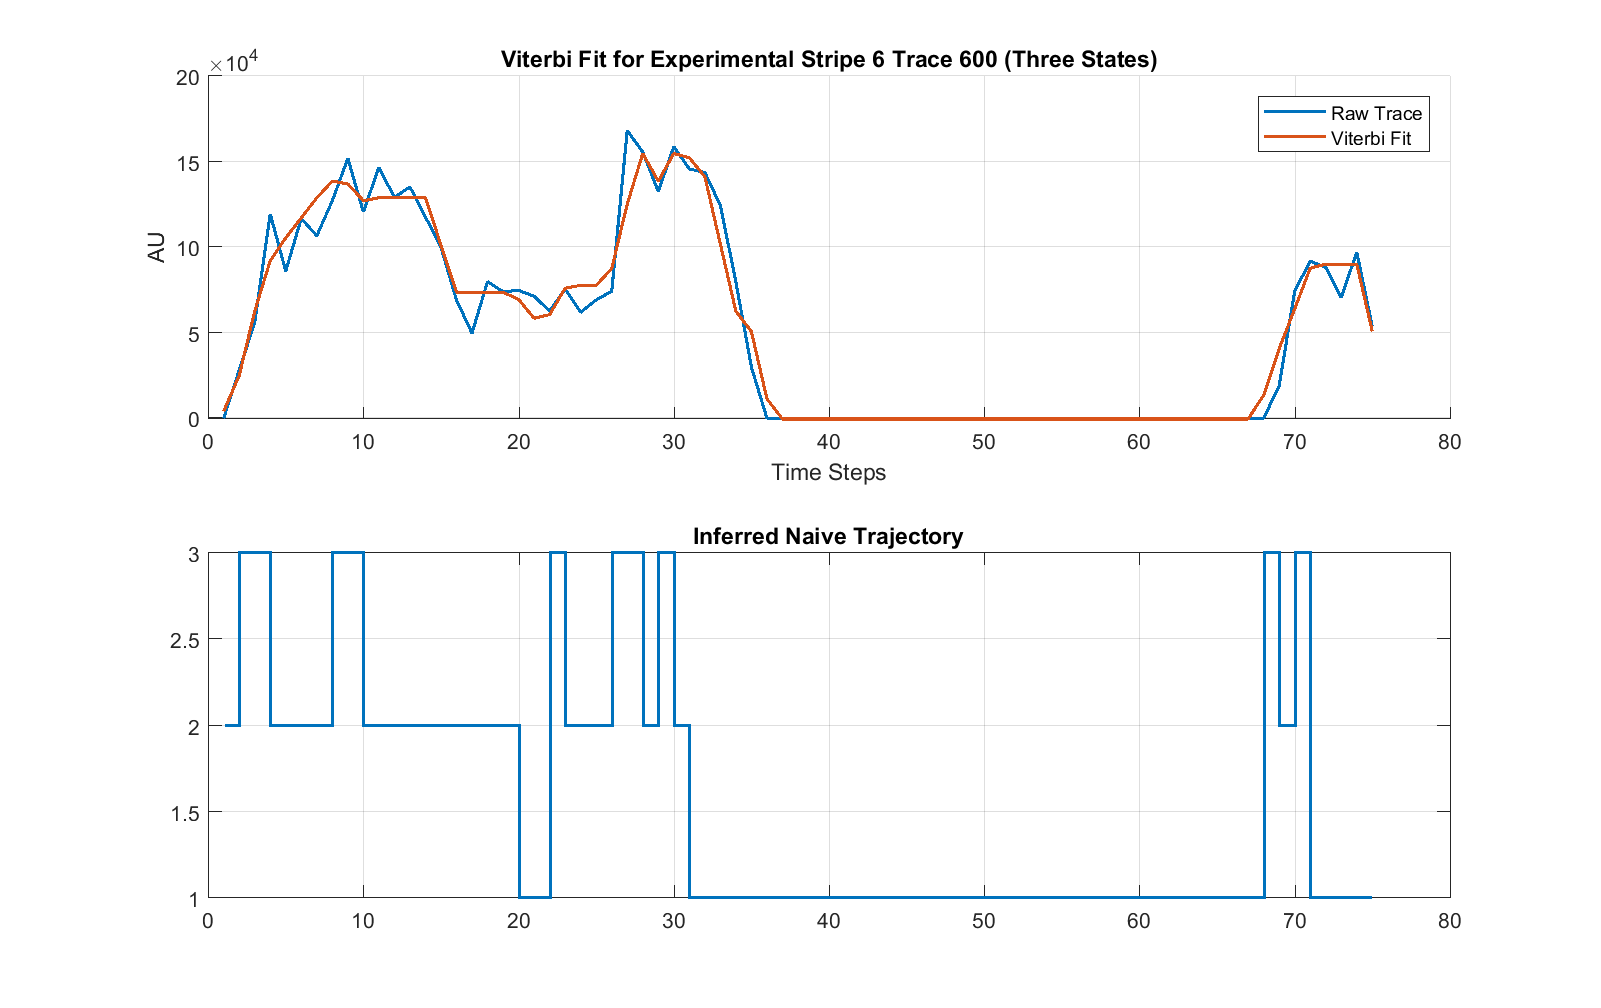 Viterbi Fit for Experimental Stripe 6 Trace 600 (Three States)
×10^4
20
15
10
5
0
AU
Raw Trace
Viterbi Fit
0 10 20 30 40 50 60 70 80
Time Steps
Inferred Naive Trajectory
3
2.5
2
1.5
1
0 10 20 30 40 50 60 70 80